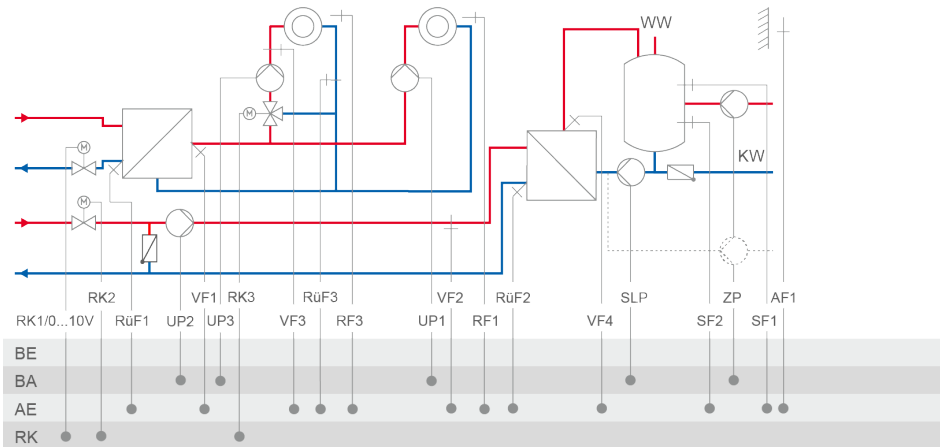 WW
M
M
KW
M
RK2 VF1 RK3 RüF3 VF2 RüF2 SLP ZP AF1
RK1/0...10V RüF1 UP2 UP3 VF3 RF3 UP1 RF1 VF4 SF2 SF1
BE
BA
AE
RK